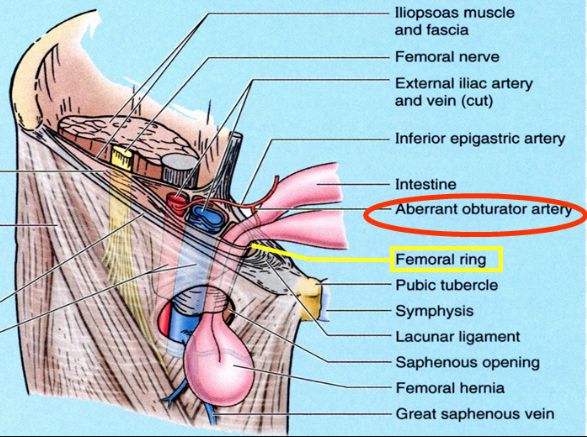 Iliopsoas muscle
and fascia
Femoral nerve
External iliac artery
and vein (cut)
Inferior epigastric artery
Intestine
Aberrant obturator artery
Femoral ring
Pubic tubercle
Symphysis
Lacunar ligament
Saphenous opening
Femoral hernia
Great saphenous vein